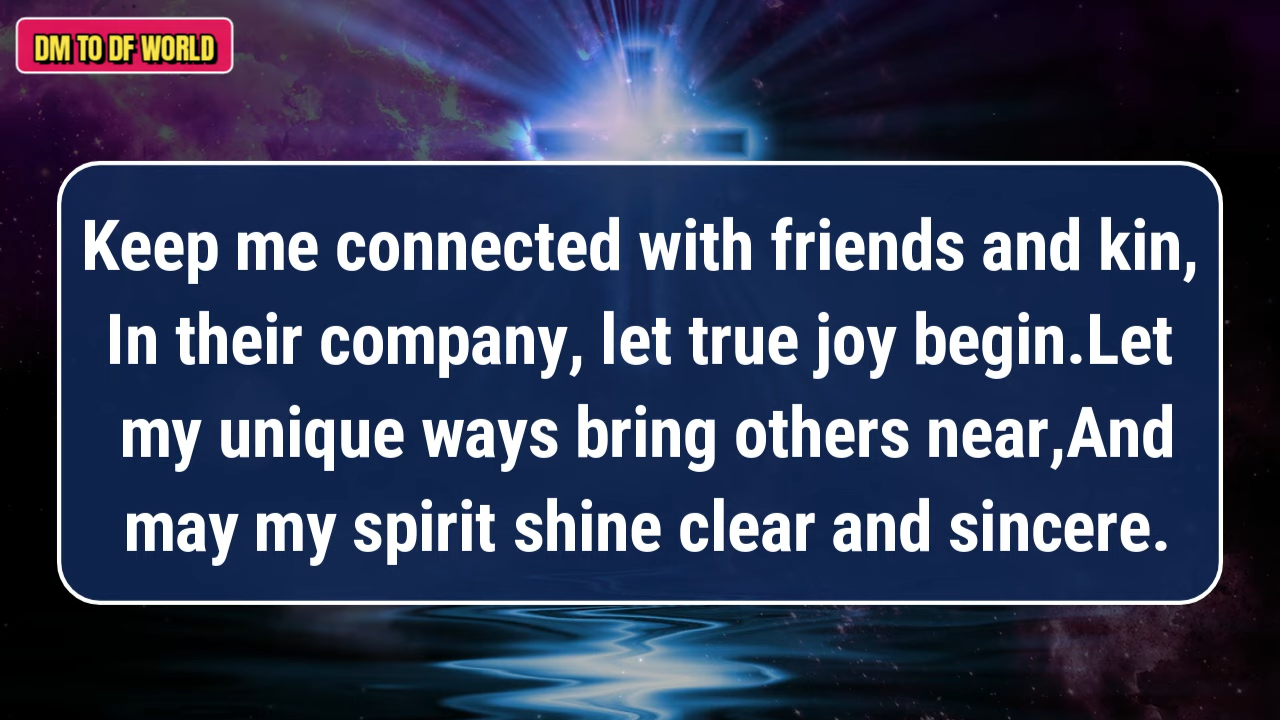 DM TO DF WORLD
Keep me connected with friends and kin,
In their company, let true joy begin.Let
my unique ways bring others near,And
may my spirit shine clear and sincere.